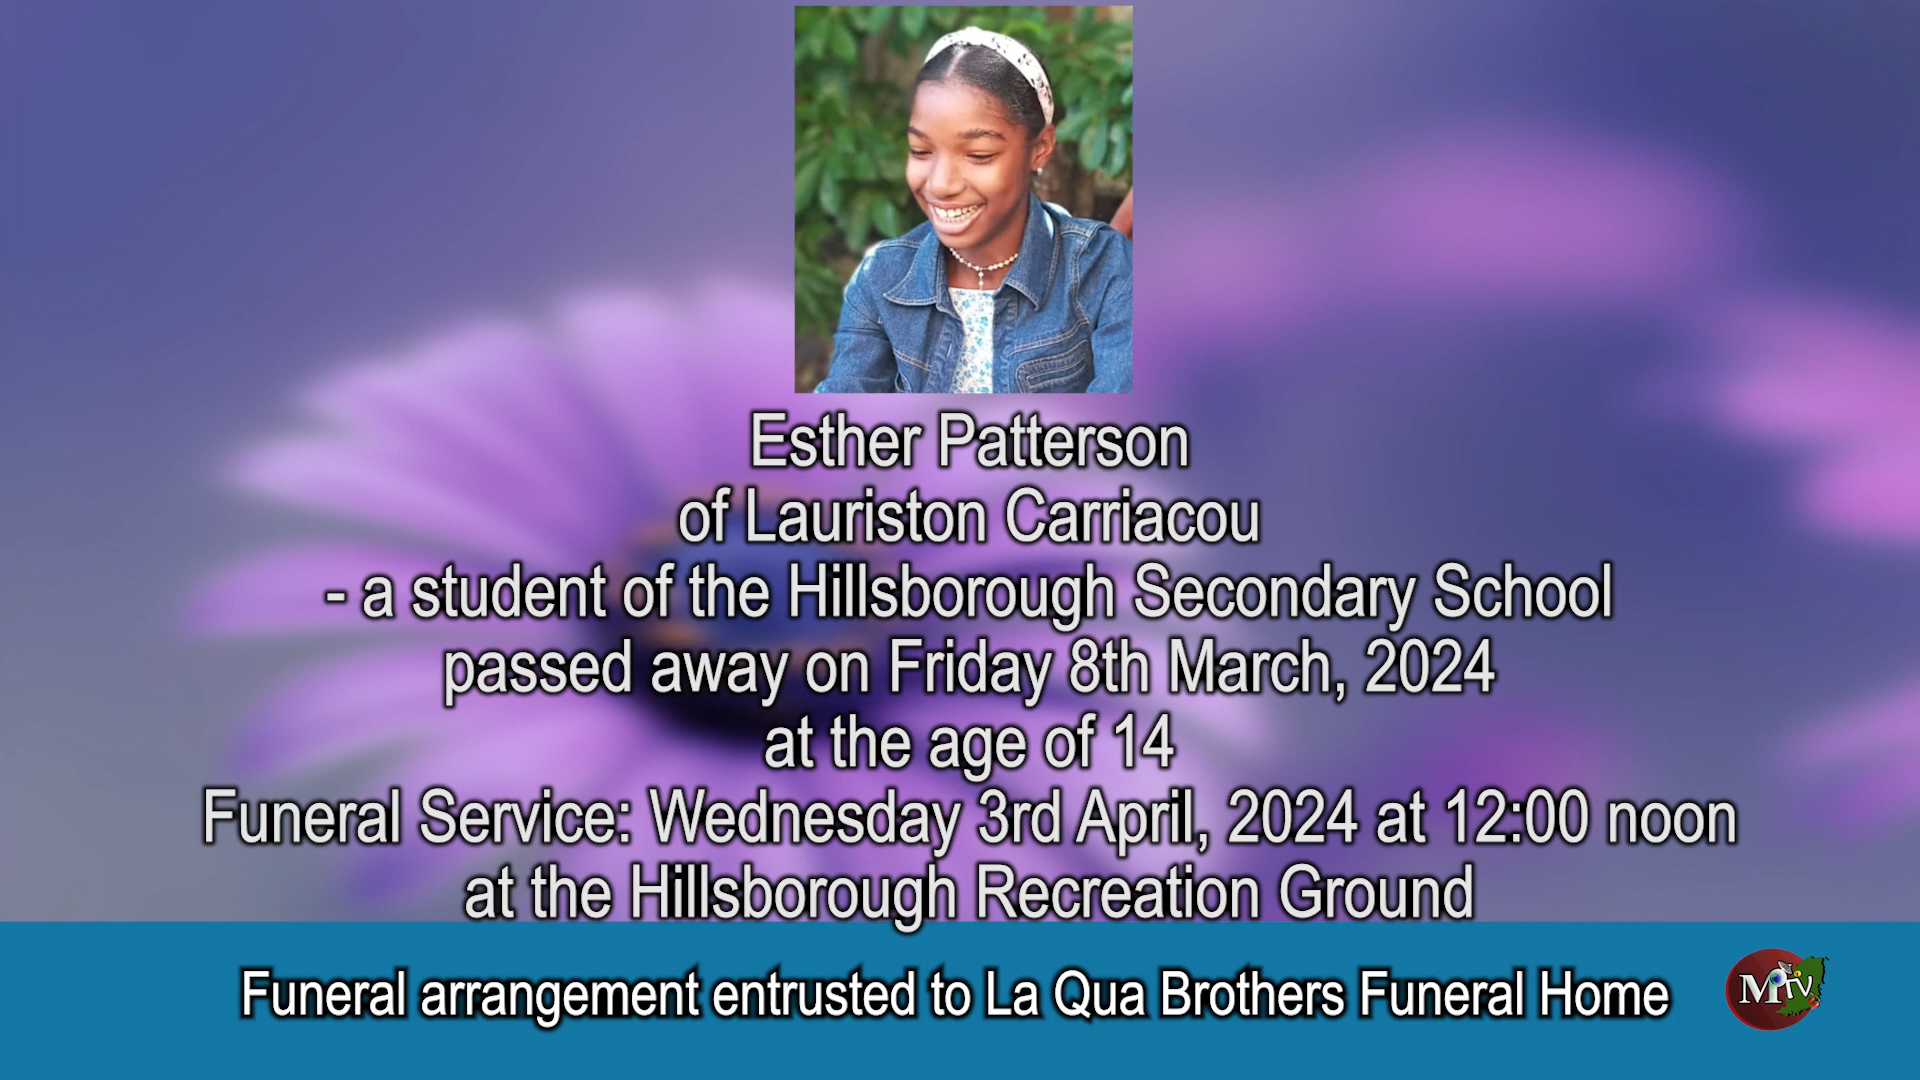 Esther Patterson
of Lauriston Carriacou
- a student of the Hillsborough Secondary School
passed away on Friday 8th March, 2024
at the age of 14
Funeral Service: Wednesday 3rd April, 2024 at 12:00 noon
at the Hillsborough Recreation Ground
Funeral arrangement entrusted to La Qua Brothers Funeral Home
MTV